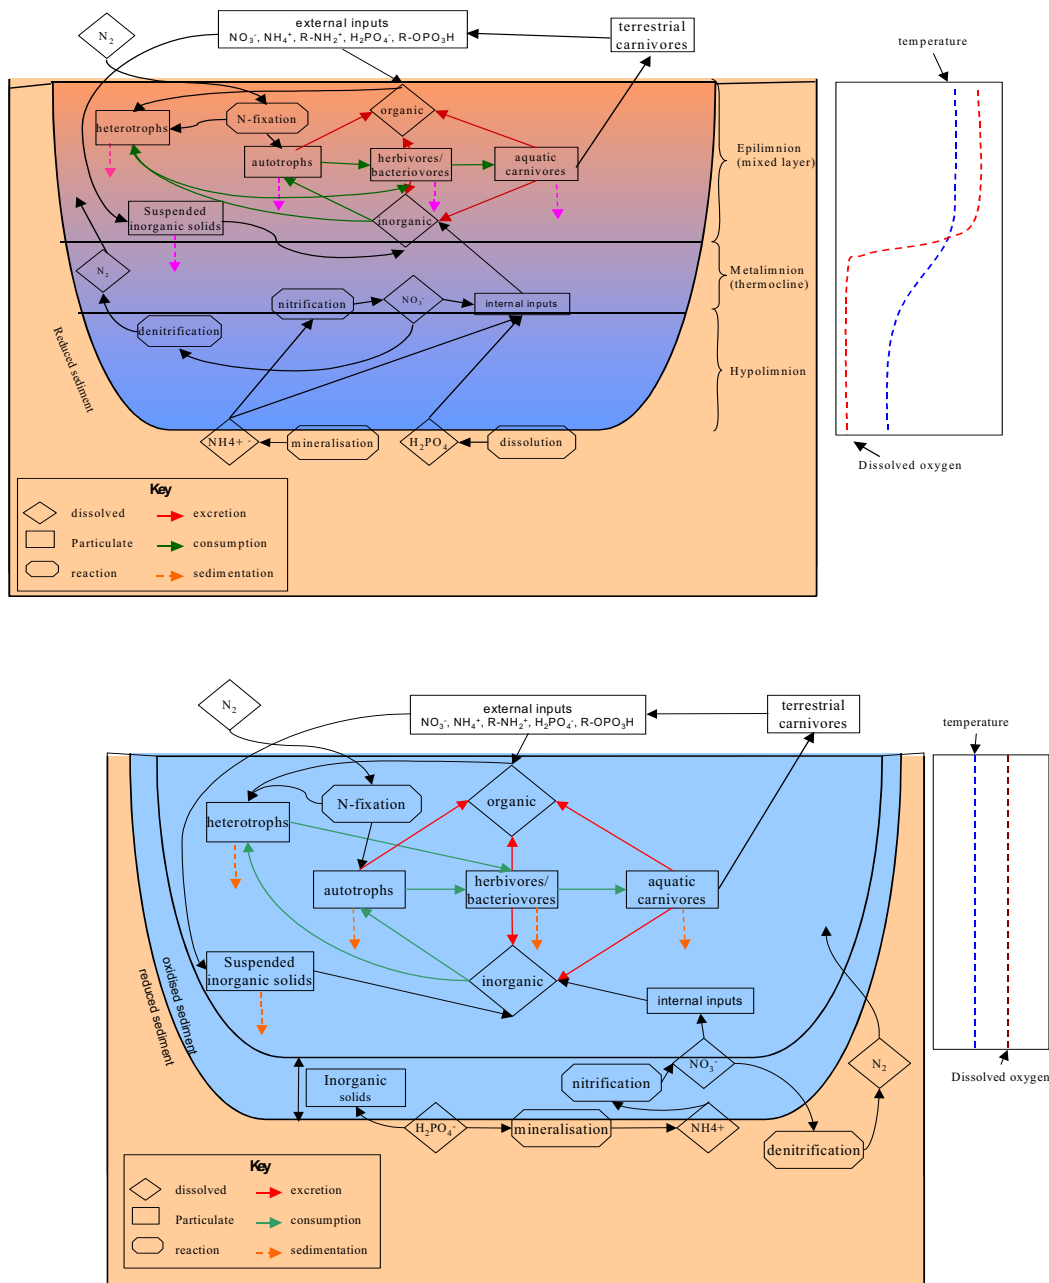 N₂
external inputs
NO₃⁻, NH₄⁺, R-NH₂⁺, H₂PO₄⁻, R-OPO₃H
terrestrial
carnivores
temperature
organic
N-fixation
heterotrophs
autotrophs
herbivores/
bacteriovores
aquatic
carnivores
Epilimnion
(mixed layer)
Suspended
inorganic solids
inorganic
N₂
Metalimnion
(thermocline)
nitrification
NO₃⁻
internal inputs
denitrification
Reduced sediment
Hypolimnion
NH4+ -
mineralisation
H₂PO₄
dissolution
Dissolved oxygen
Key
dissolved
excretion
Particulate
consumption
reaction
sedimentation
N₂
external inputs
NO₃⁻, NH₄⁺, R-NH₂⁺, H₂PO₄⁻, R-OPO₃H
terrestrial
carnivores
temperature
N-fixation
organic
heterotrophs
autotrophs
herbivores/
bacteriovores
aquatic
carnivores
Suspended
inorganic solids
inorganic
internal inputs
oxidised sediment
reduced sediment
NO₃⁻
N₂
Dissolved oxygen
Inorganic
solids
nitrification
H₂PO₄⁻
mineralisation
NH4+
denitrification
Key
dissolved
excretion
Particulate
consumption
reaction
sedimentation